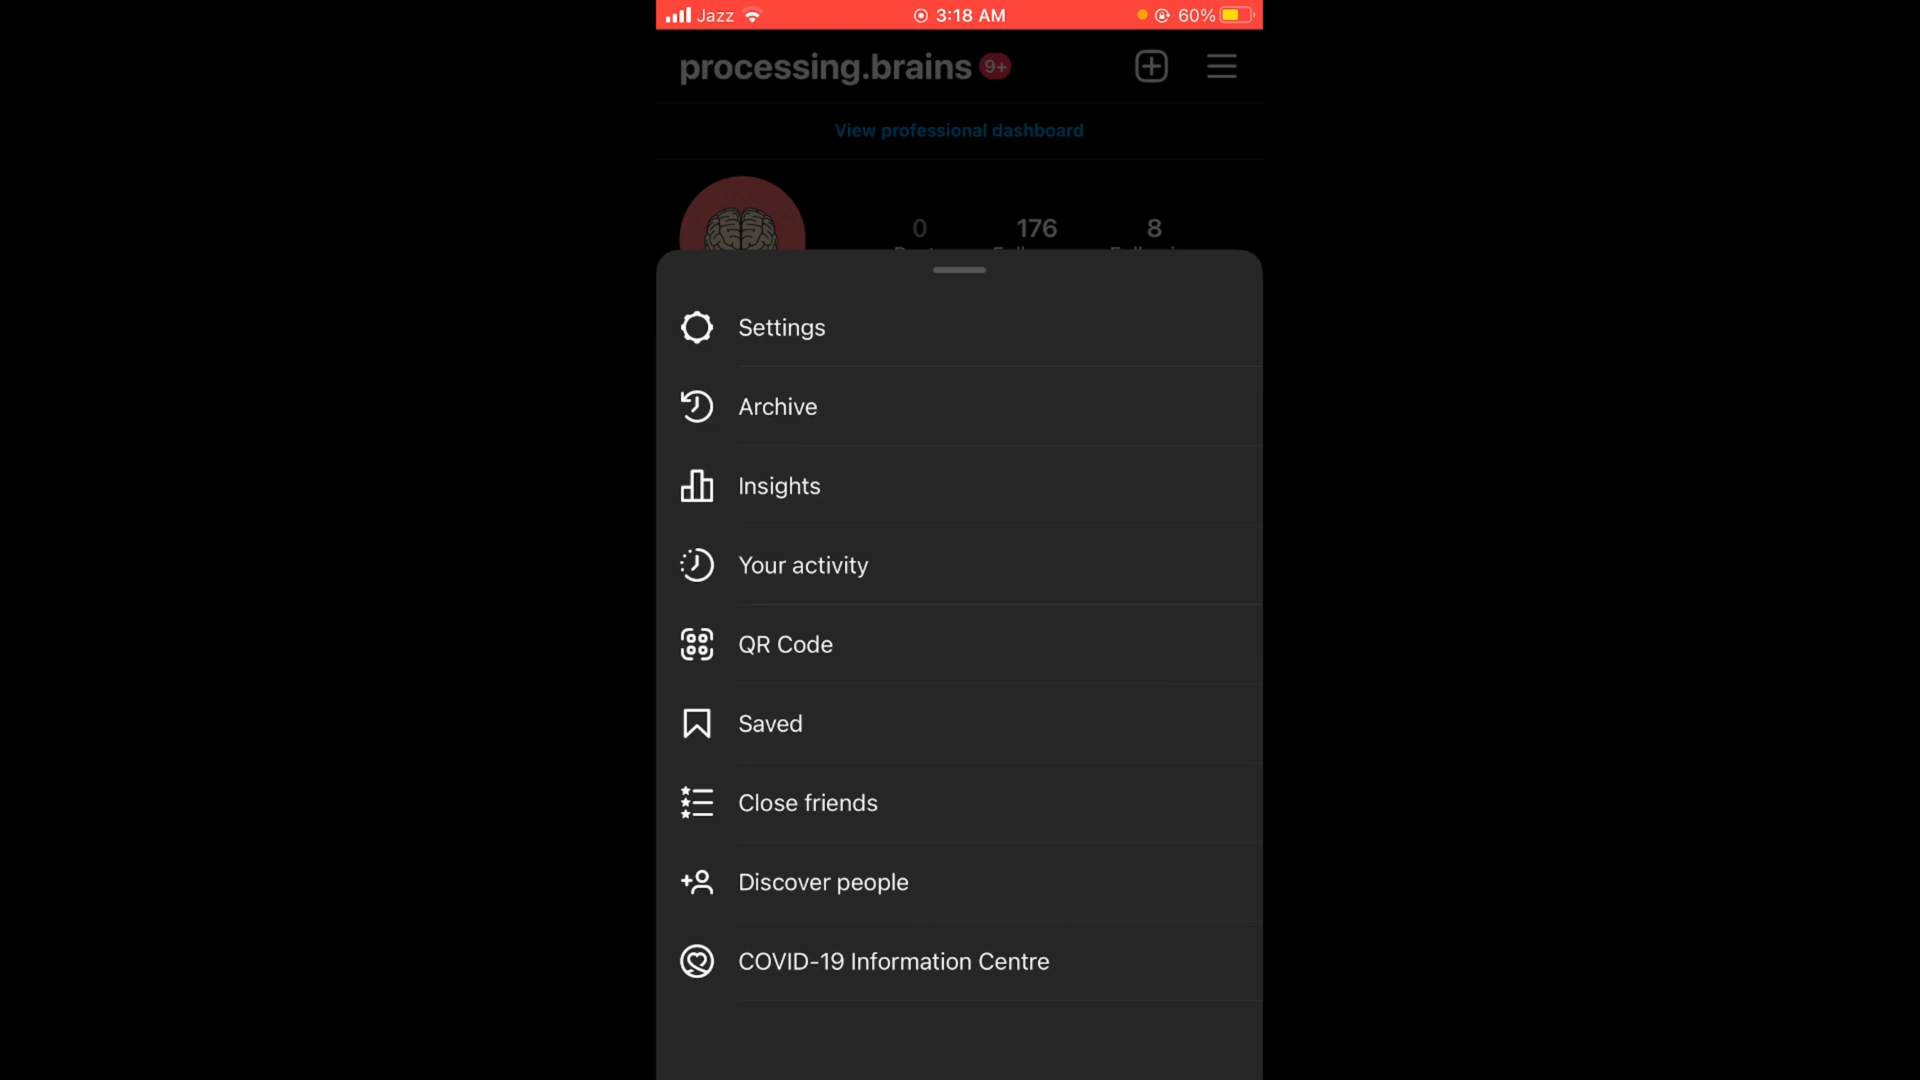 Jazz 3:18 AM 60%
processing.brains 9+
View professional dashboard
0 176 8
Settings
Archive
Insights
Your activity
QR Code
Saved
Close friends
Discover people
COVID-19 Information Centre